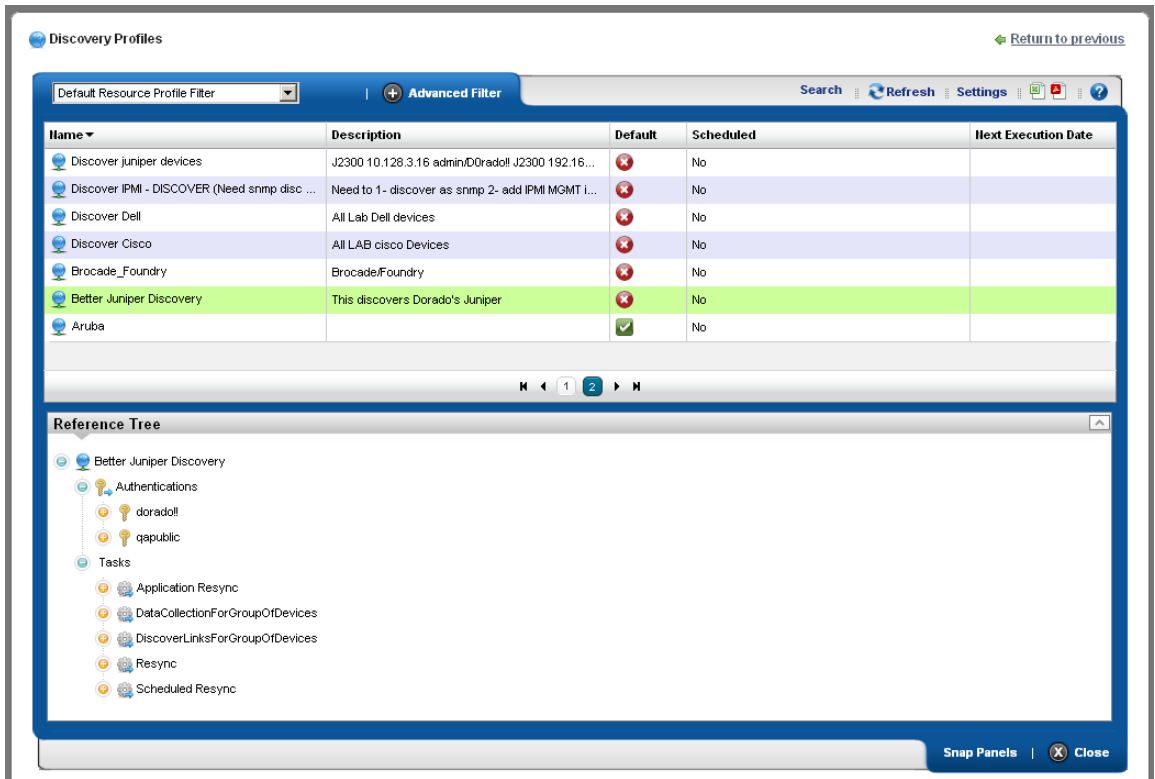 Discovery Profiles
Return to previous
Default Resource Profile Filter | Advanced Filter Search Refresh Settings
Name Description Default Scheduled Next Execution Date
Discover juniper devices J2300 10.128.3.16 admin/D0rado!! J2300 192.16... No
Discover IPMI - DISCOVER (Need snmp disc ... Need to 1- discover as snmp 2- add IPMI MGMT i... No
Discover Dell All Lab Dell devices No
Discover Cisco All LAB cisco Devices No
Brocade_Foundry Brocade/Foundry No
Better Juniper Discovery This discovers Dorado's Juniper No
Aruba No
1 2
Reference Tree
Better Juniper Discovery
Authentications
dorado!!
qapublic
Tasks
Application Resync
DataCollectionForGroupOfDevices
DiscoverLinksForGroupOfDevices
Resync
Scheduled Resync
Snap Panels | Close